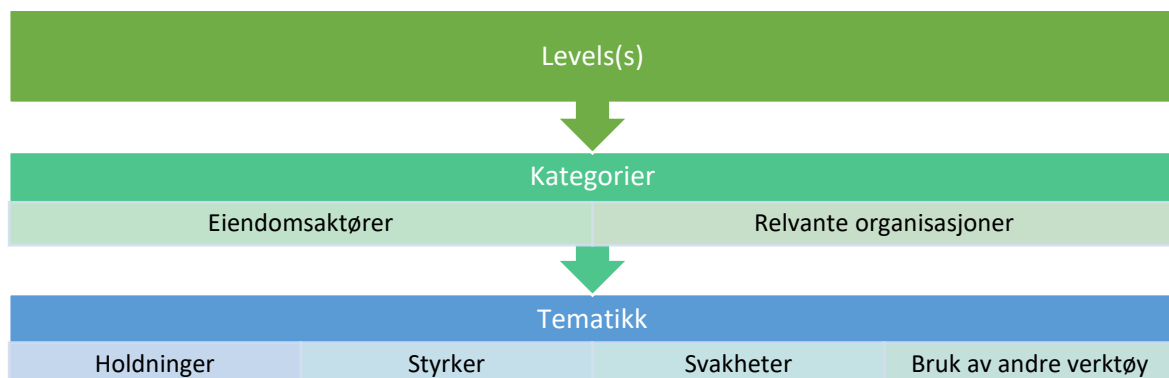 Levels(s)
Kategorier
Eiendomsaktører Relvante organisasjoner
Tematikk
Holdninger Styrker Svakheter Bruk av andre verktøy